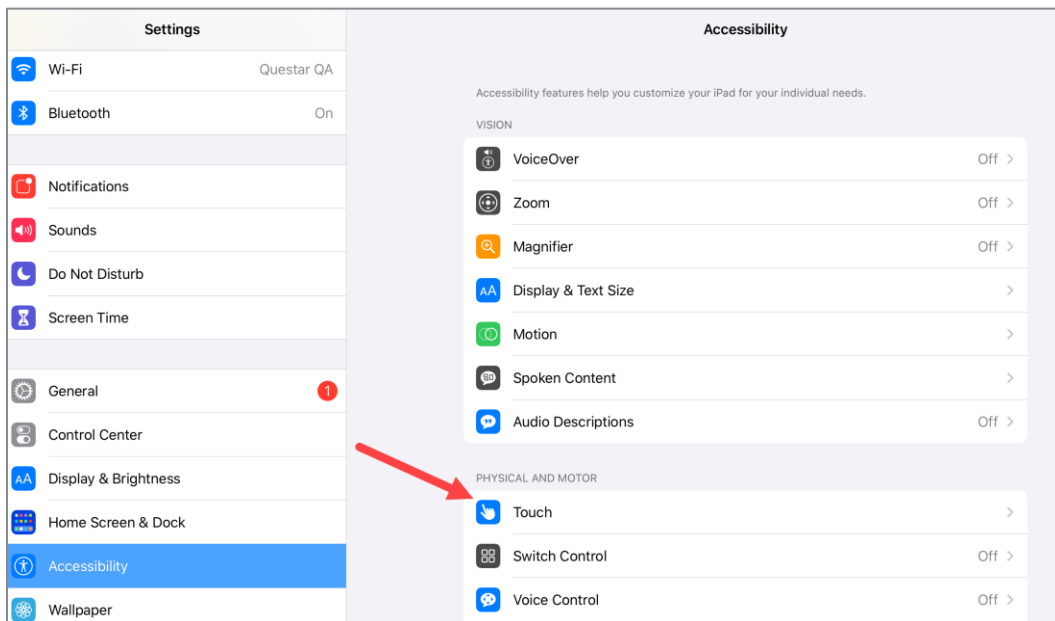 Settings
Wi-Fi Questar QA
Bluetooth On
Notifications
Sounds
Do Not Disturb
Screen Time
General 1
Control Center
AA Display & Brightness
Home Screen & Dock
Accessibility
Wallpaper
Accessibility
Accessibility features help you customize your iPad for your individual needs.
VISION
VoiceOver Off
Zoom Off
Magnifier Off
AA Display & Text Size
Motion
Spoken Content
Audio Descriptions Off
PHYSICAL AND MOTOR
Touch
Switch Control Off
Voice Control Off